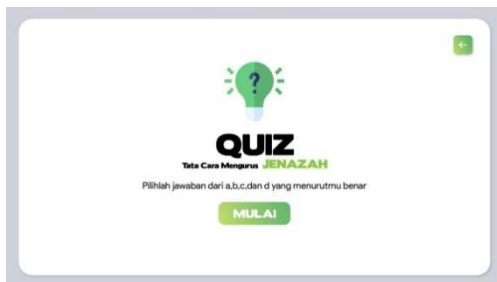 ?
QUIZ
Tata Cara Mengurus JENAZAH
Pilihlah jawaban dari a,b,c,dan d yang menurutmu benar
MULAI